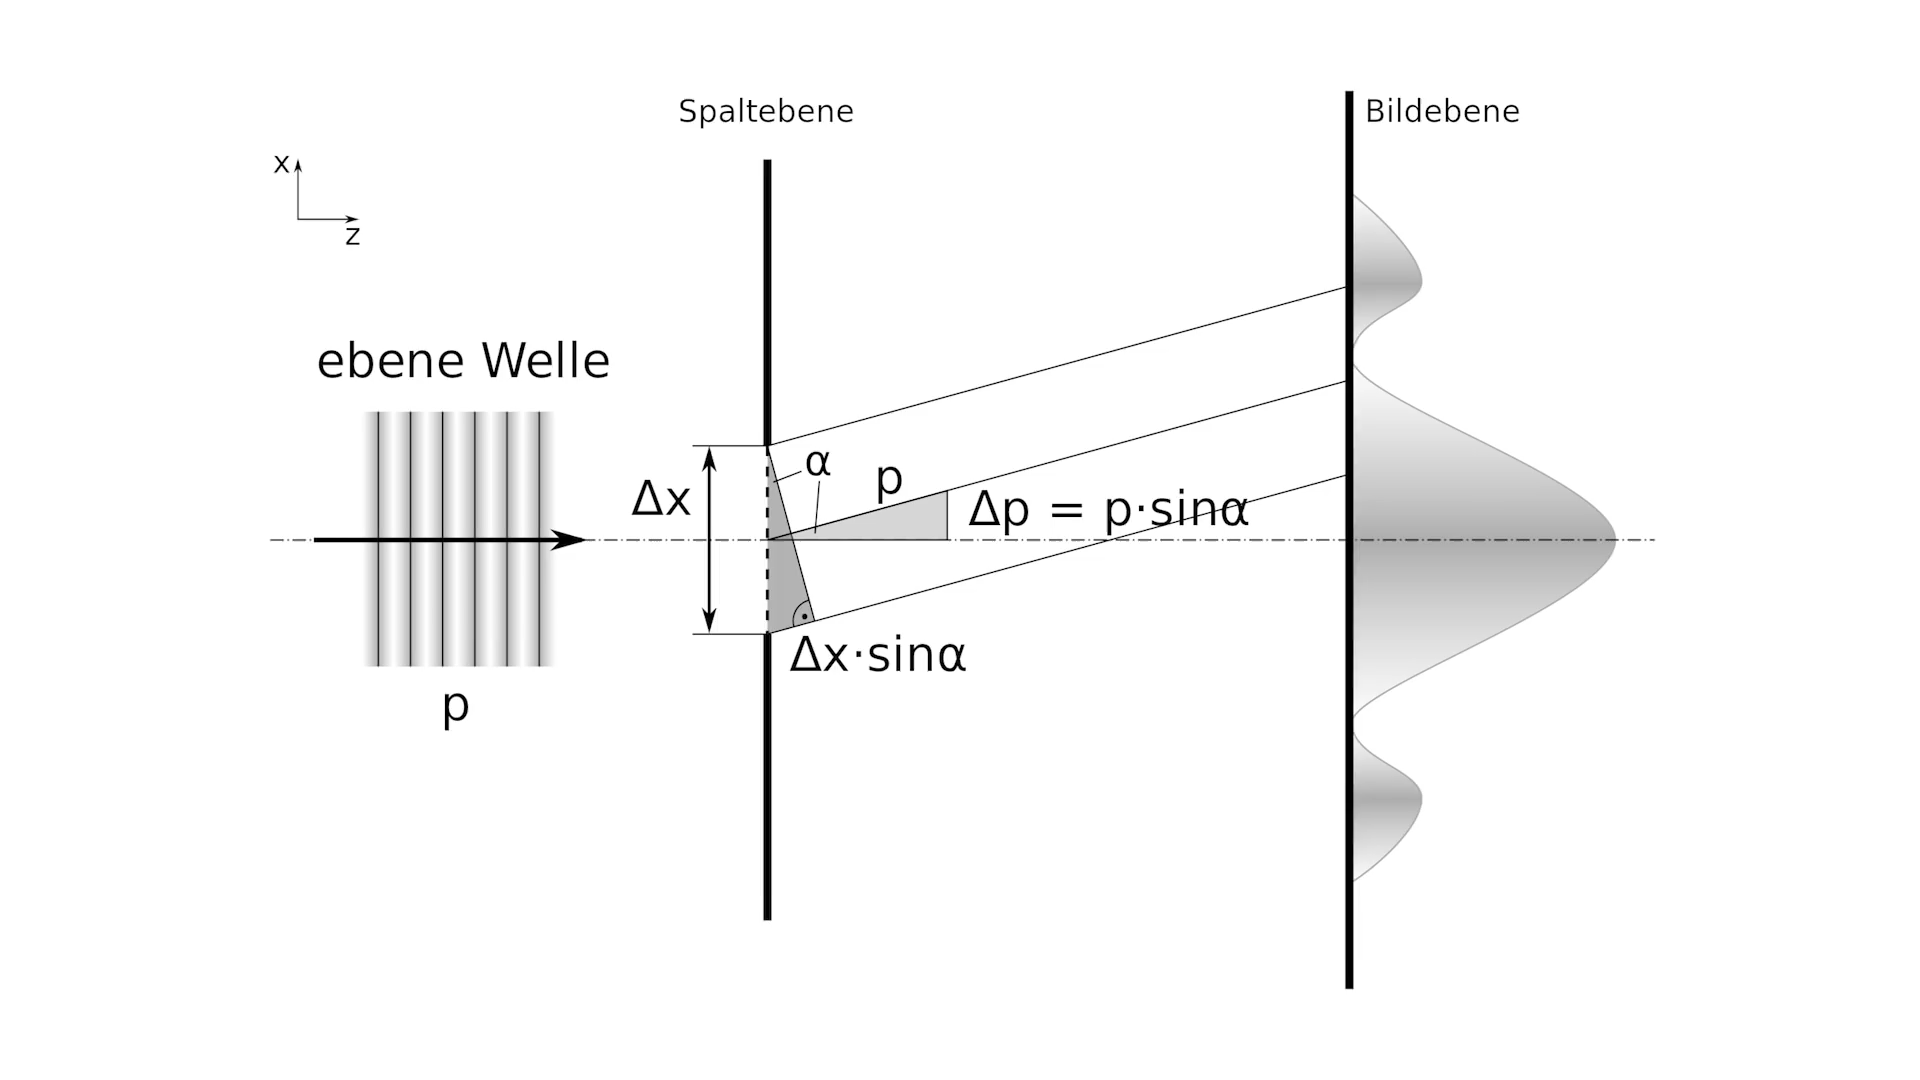 Spaltebene
Bildebene
x
z
ebene Welle
α
p
Δx
Δp = p·sinα
Δx·sinα
p